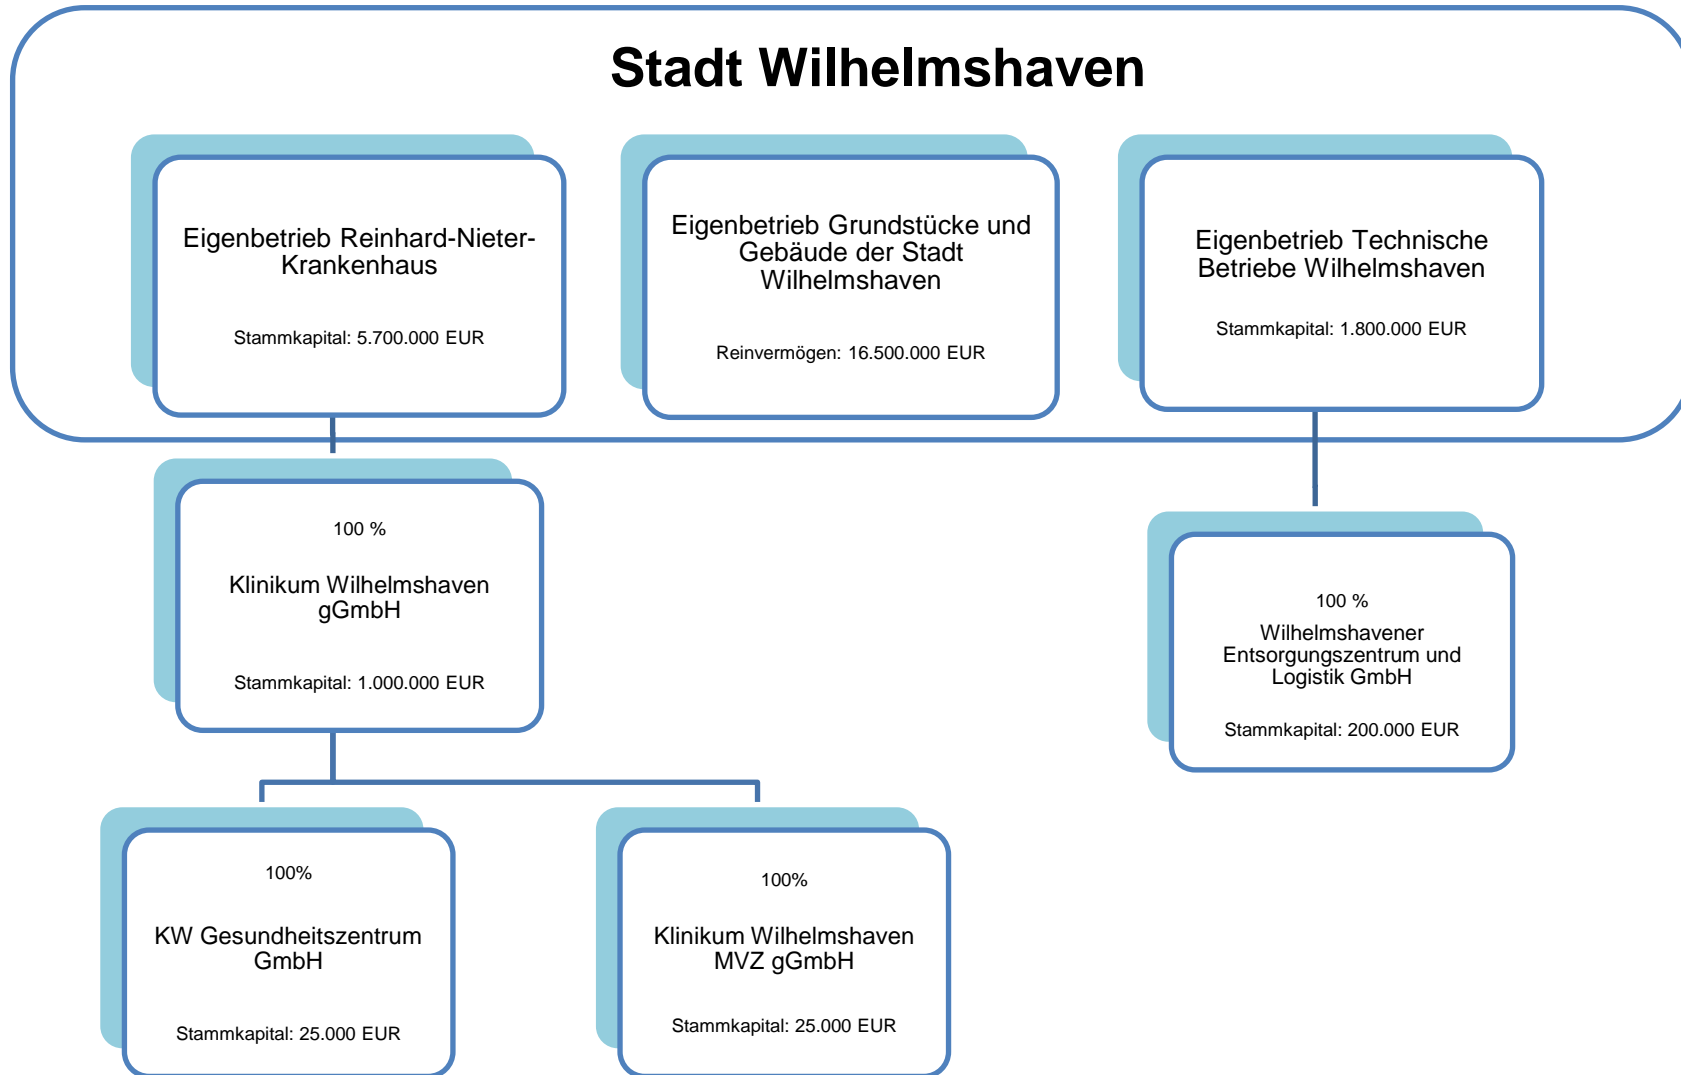 Stadt Wilhelmshaven
Eigenbetrieb Reinhard-Nieter-
Krankenhaus
Stammkapital: 5.700.000 EUR
Eigenbetrieb Grundstücke und
Gebäude der Stadt
Wilhelmshaven
Reinvermögen: 16.500.000 EUR
Eigenbetrieb Technische
Betriebe Wilhelmshaven
Stammkapital: 1.800.000 EUR
100 %
Klinikum Wilhelmshaven
gGmbH
Stammkapital: 1.000.000 EUR
100 %
Wilhelmshavener
Entsorgungszentrum und
Logistik GmbH
Stammkapital: 200.000 EUR
100%
KW Gesundheitszentrum
GmbH
Stammkapital: 25.000 EUR
100%
Klinikum Wilhelmshaven
MVZ gGmbH
Stammkapital: 25.000 EUR